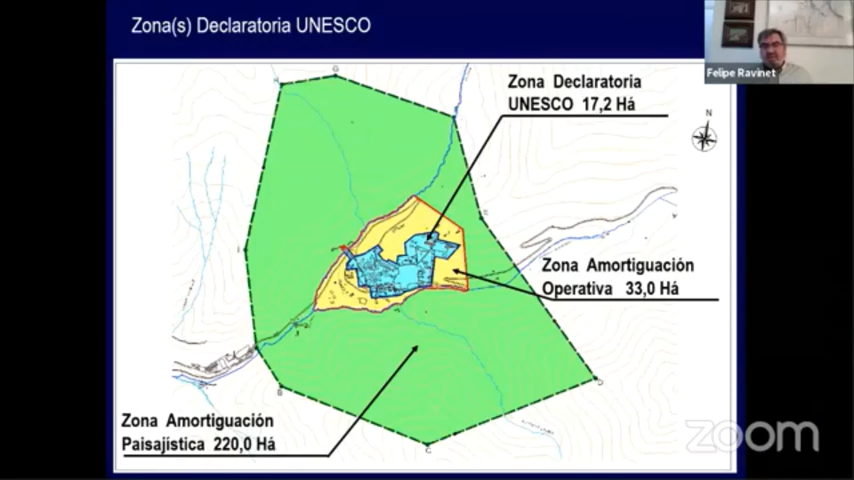 Zona(s) Declaratoria UNESCO
Felipe Ravinet
Zona Declaratoria
UNESCO 17,2 Há
N
Zona Amortiguación
Operativa 33,0 Há
Zona Amortiguación
Paisajística 220,0 Há
zoom